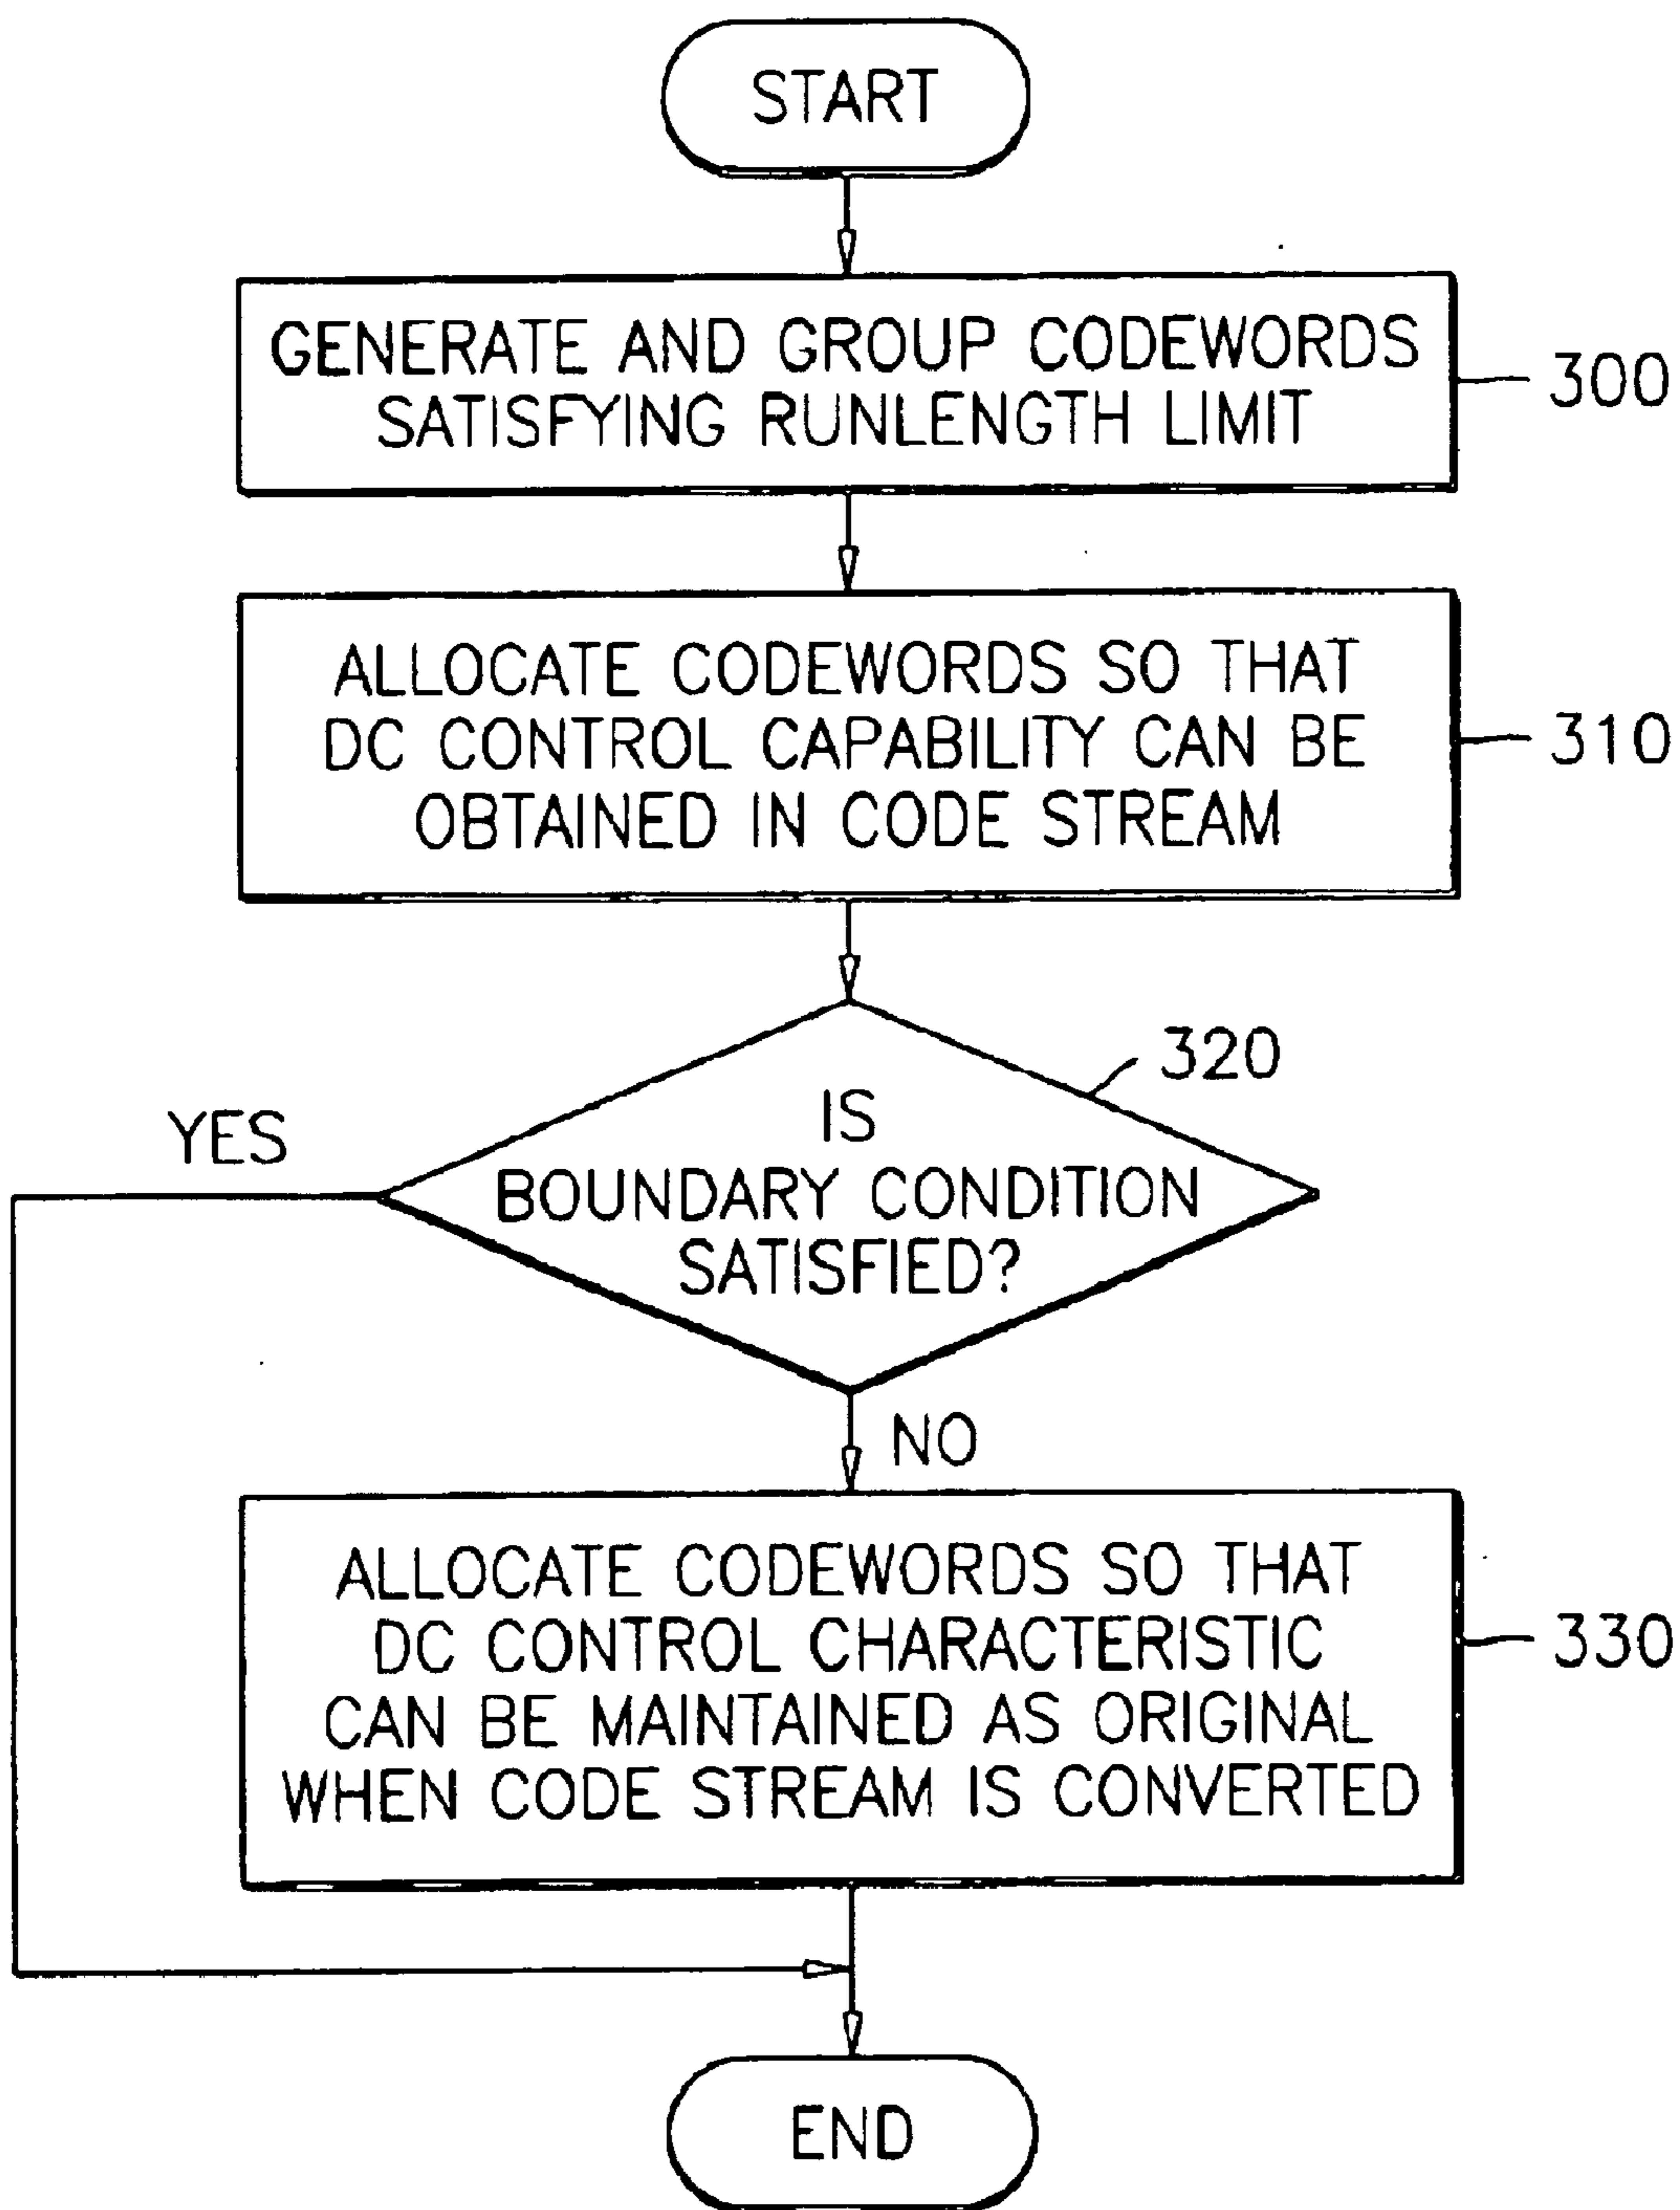 START
GENERATE AND GROUP CODEWORDS
SATISFYING RUNLENGTH LIMIT
300
ALLOCATE CODEWORDS SO THAT
DC CONTROL CAPABILITY CAN BE
OBTAINED IN CODE STREAM
310
320
IS
BOUNDARY CONDITION
SATISFIED?
YES
NO
ALLOCATE CODEWORDS SO THAT
DC CONTROL CHARACTERISTIC
CAN BE MAINTAINED AS ORIGINAL
WHEN CODE STREAM IS CONVERTED
330
END